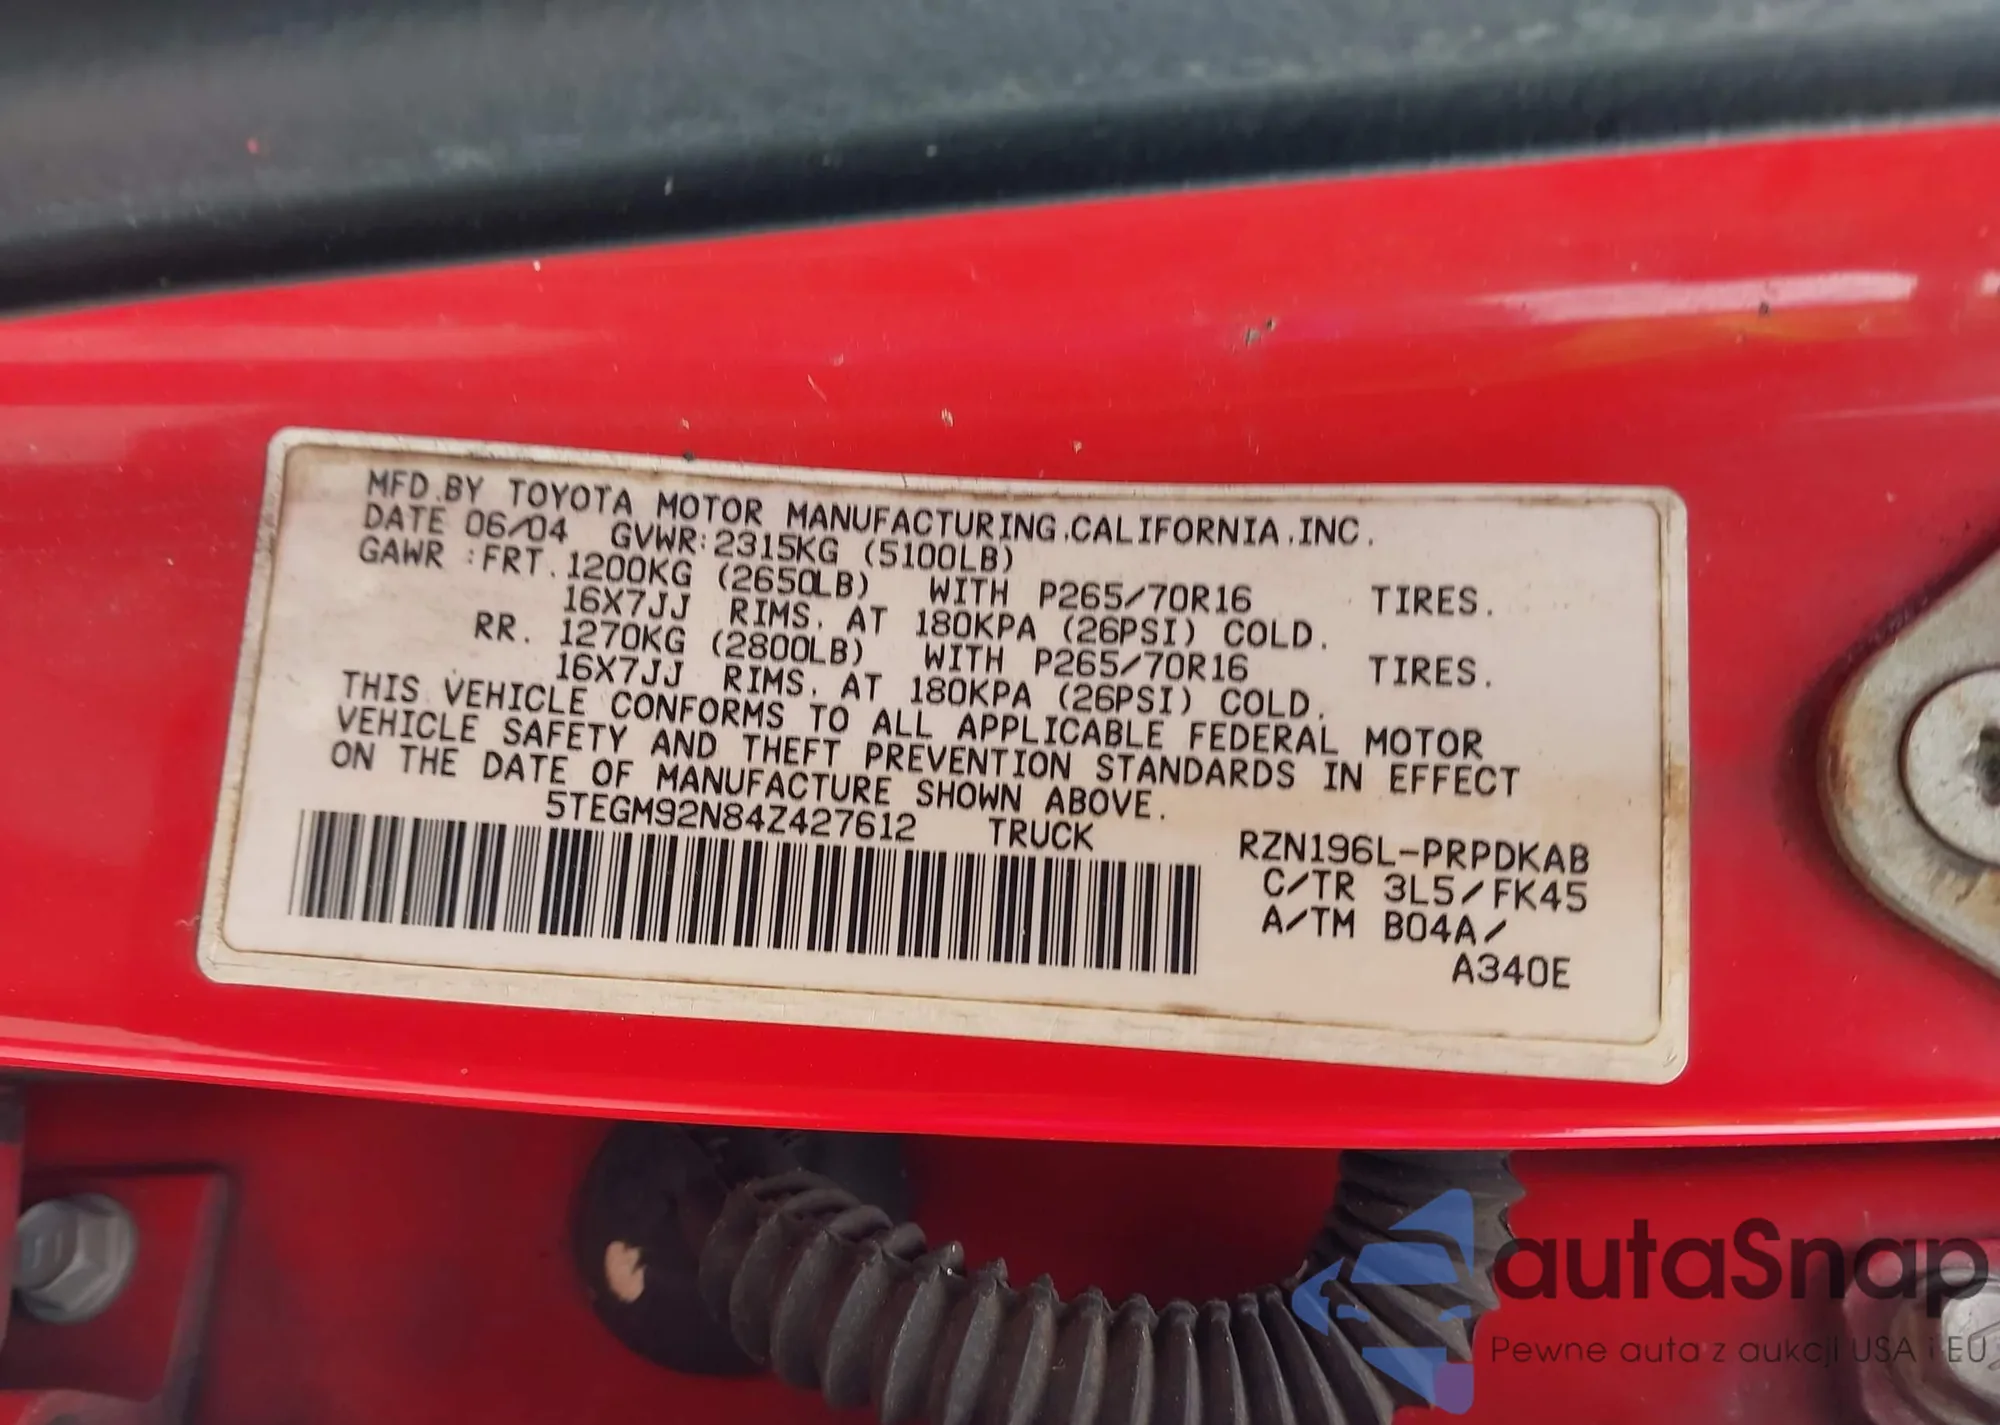 MFD.BY TOYOTA MOTOR MANUFACTURING,CALIFORNIA,INC.
DATE 06/04 GVWR:2315KG (5100LB)
GAWR :FRT. 1200KG (2650LB) WITH P265/70R16 TIRES.
16X7JJ RIMS. AT 180KPA (26PSI) COLD.
RR. 1270KG (2800LB) WITH P265/70R16 TIRES.
16X7JJ RIMS. AT 180KPA (26PSI) COLD.
THIS VEHICLE CONFORMS TO ALL APPLICABLE FEDERAL MOTOR
VEHICLE SAFETY AND THEFT PREVENTION STANDARDS IN EFFECT
ON THE DATE OF MANUFACTURE SHOWN ABOVE.
5TEGM92N84Z427612 TRUCK RZN196L-PRPDKAB
C/TR 3L5/FK45
A/TM B04A/
A340E
autaSnap
Pewne auta z aukcji USA i EU